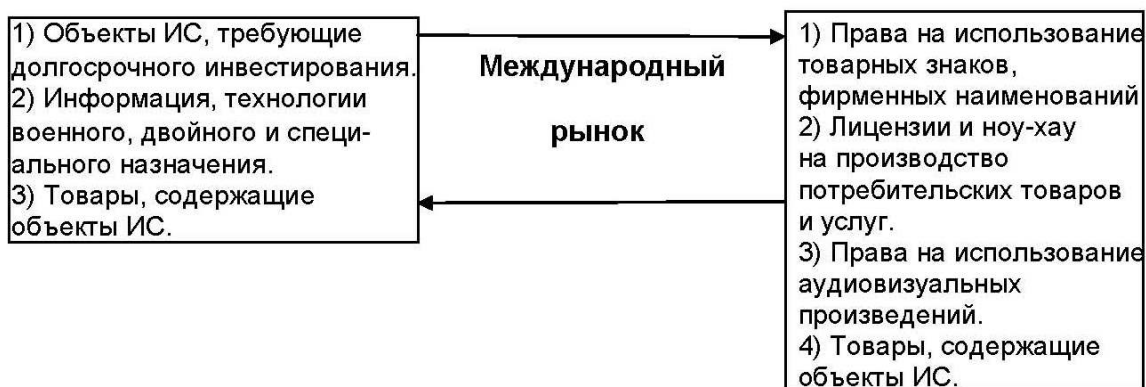 1) Объекты ИС, требующие
долгосрочного инвестирования.
2) Информация, технологии
военного, двойного и специ-
ального назначения.
3) Товары, содержащие
объекты ИС.
Международный
рынок
1) Права на использование
товарных знаков,
фирменных наименований
2) Лицензии и ноу-хау
на производство
потребительских товаров
и услуг.
3) Права на использование
аудиовизуальных
произведений.
4) Товары, содержащие
объекты ИС.